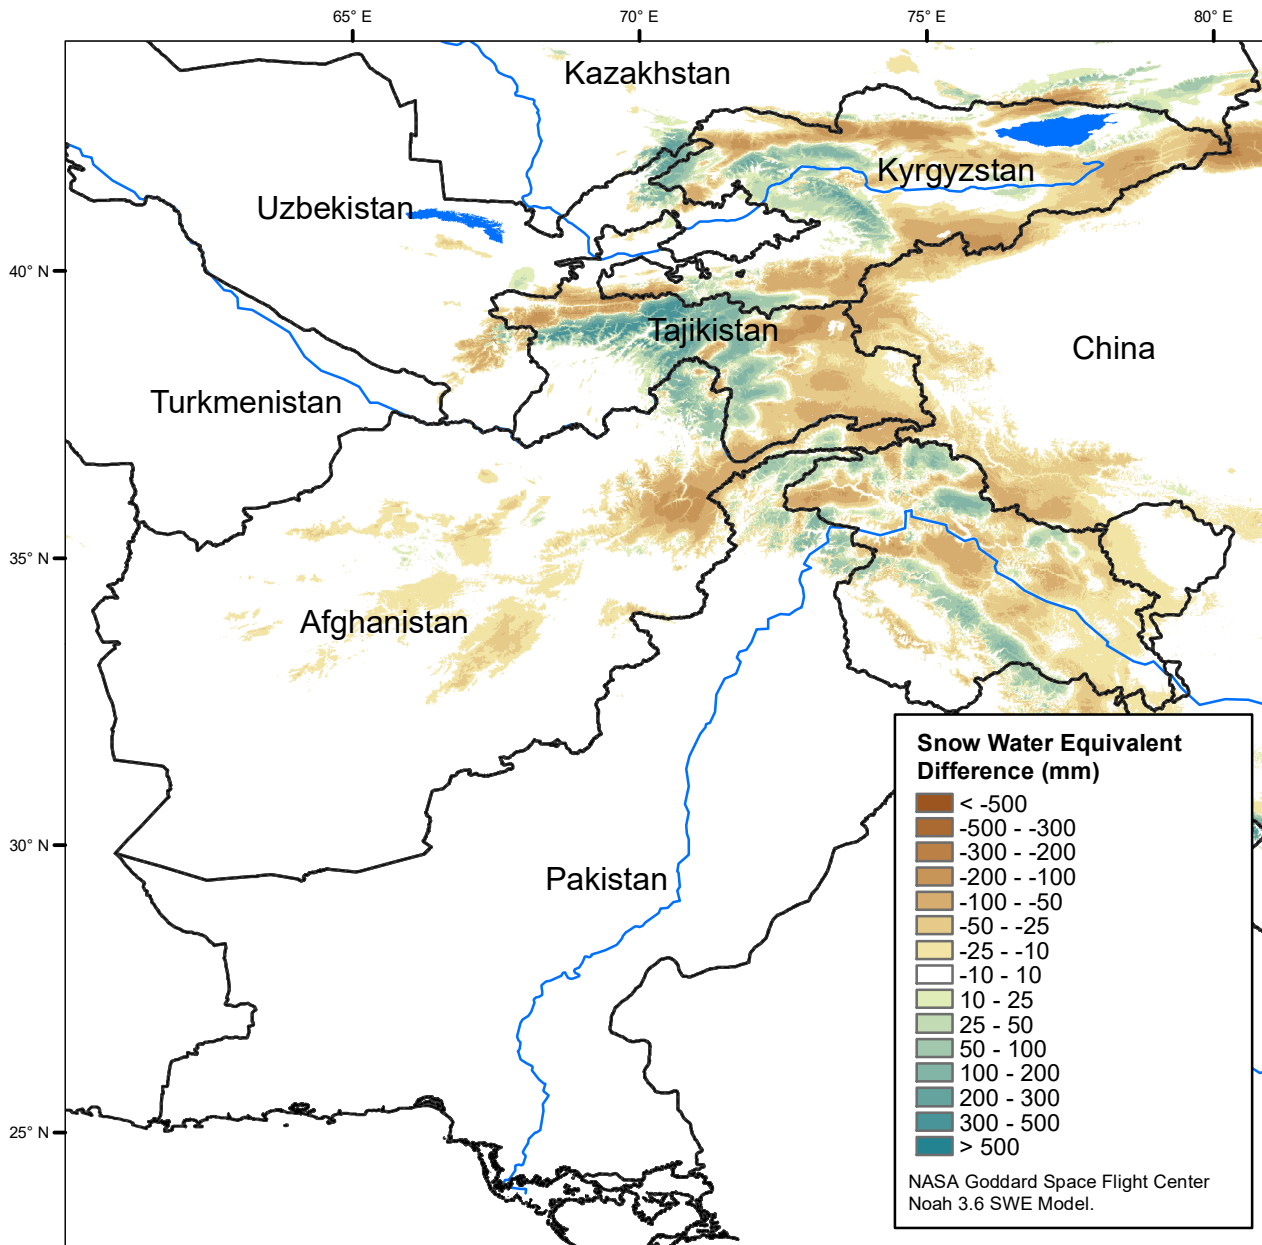 65° E
70° E
75° E
80° E
Kazakhstan
Kyrgyzstan
Uzbekistan
40° N
Tajikistan
China
Turkmenistan
35° N
Afghanistan
30° N
Pakistan
25° N
Snow Water Equivalent
Difference (mm)
< -500
-500 - -300
-300 - -200
-200 - -100
-100 - -50
-50 - -25
-25 - -10
-10 - 10
10 - 25
25 - 50
50 - 100
100 - 200
200 - 300
300 - 500
> 500
NASA Goddard Space Flight Center
Noah 3.6 SWE Model.